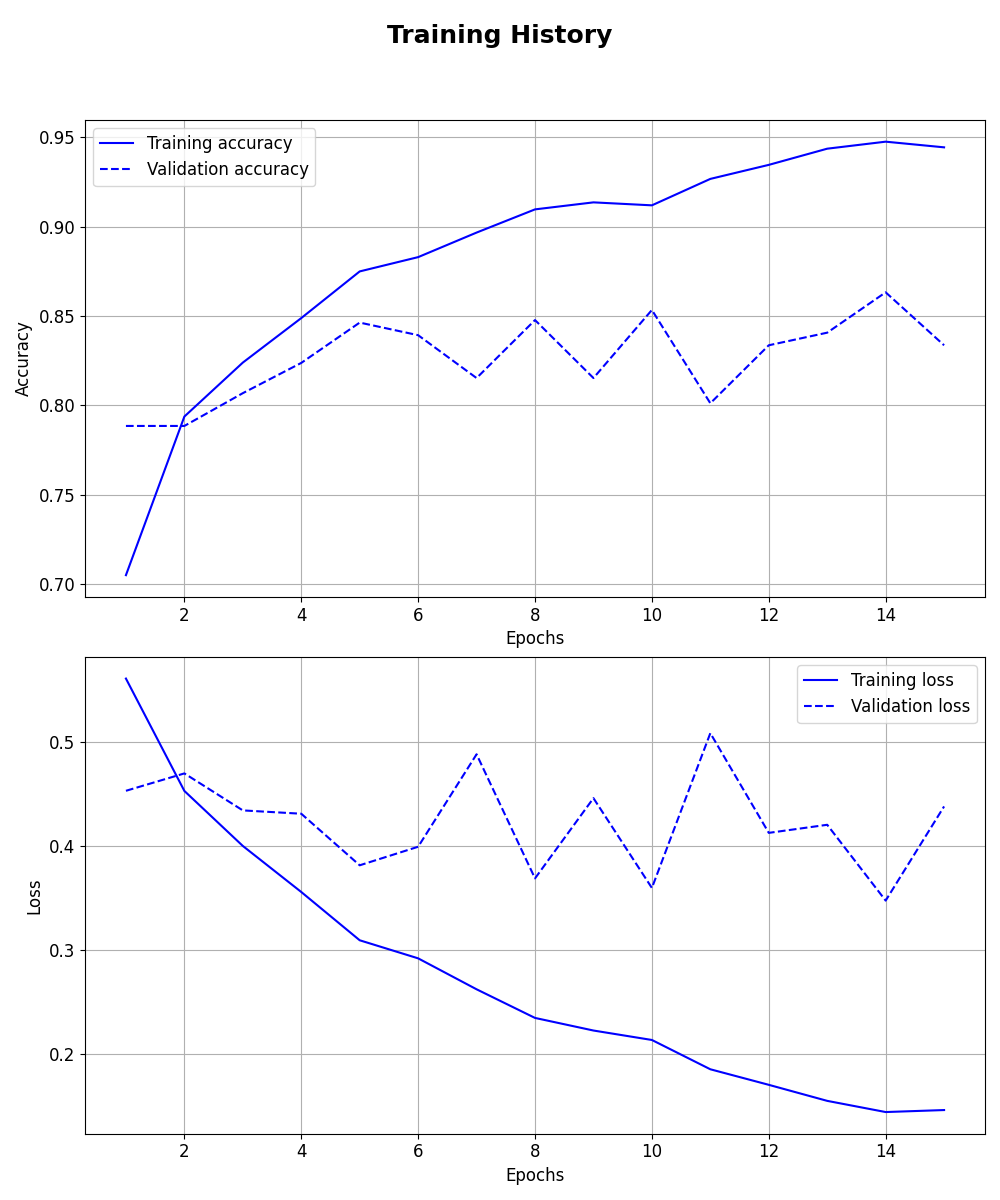 Training History
Training accuracy
Validation accuracy
0.95
0.90
0.85
0.80
0.75
0.70
Accuracy
2 4 6 8 10 12 14
Epochs
Training loss
Validation loss
0.5
0.4
0.3
0.2
Loss
2 4 6 8 10 12 14
Epochs